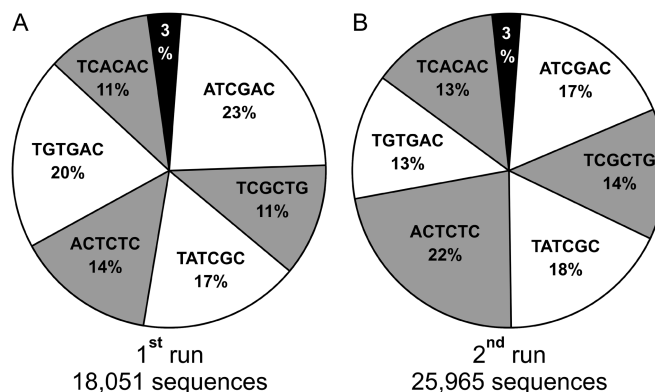 A
3
%
ATCGAC
23%
TCGCTG
11%
TATCGC
17%
ACTCTC
14%
TGTGAC
20%
TCACAC
11%
1st run
18,051 sequences
B
3
%
ATCGAC
17%
TCGCTG
14%
TATCGC
18%
ACTCTC
22%
TGTGAC
13%
TCACAC
13%
2nd run
25,965 sequences